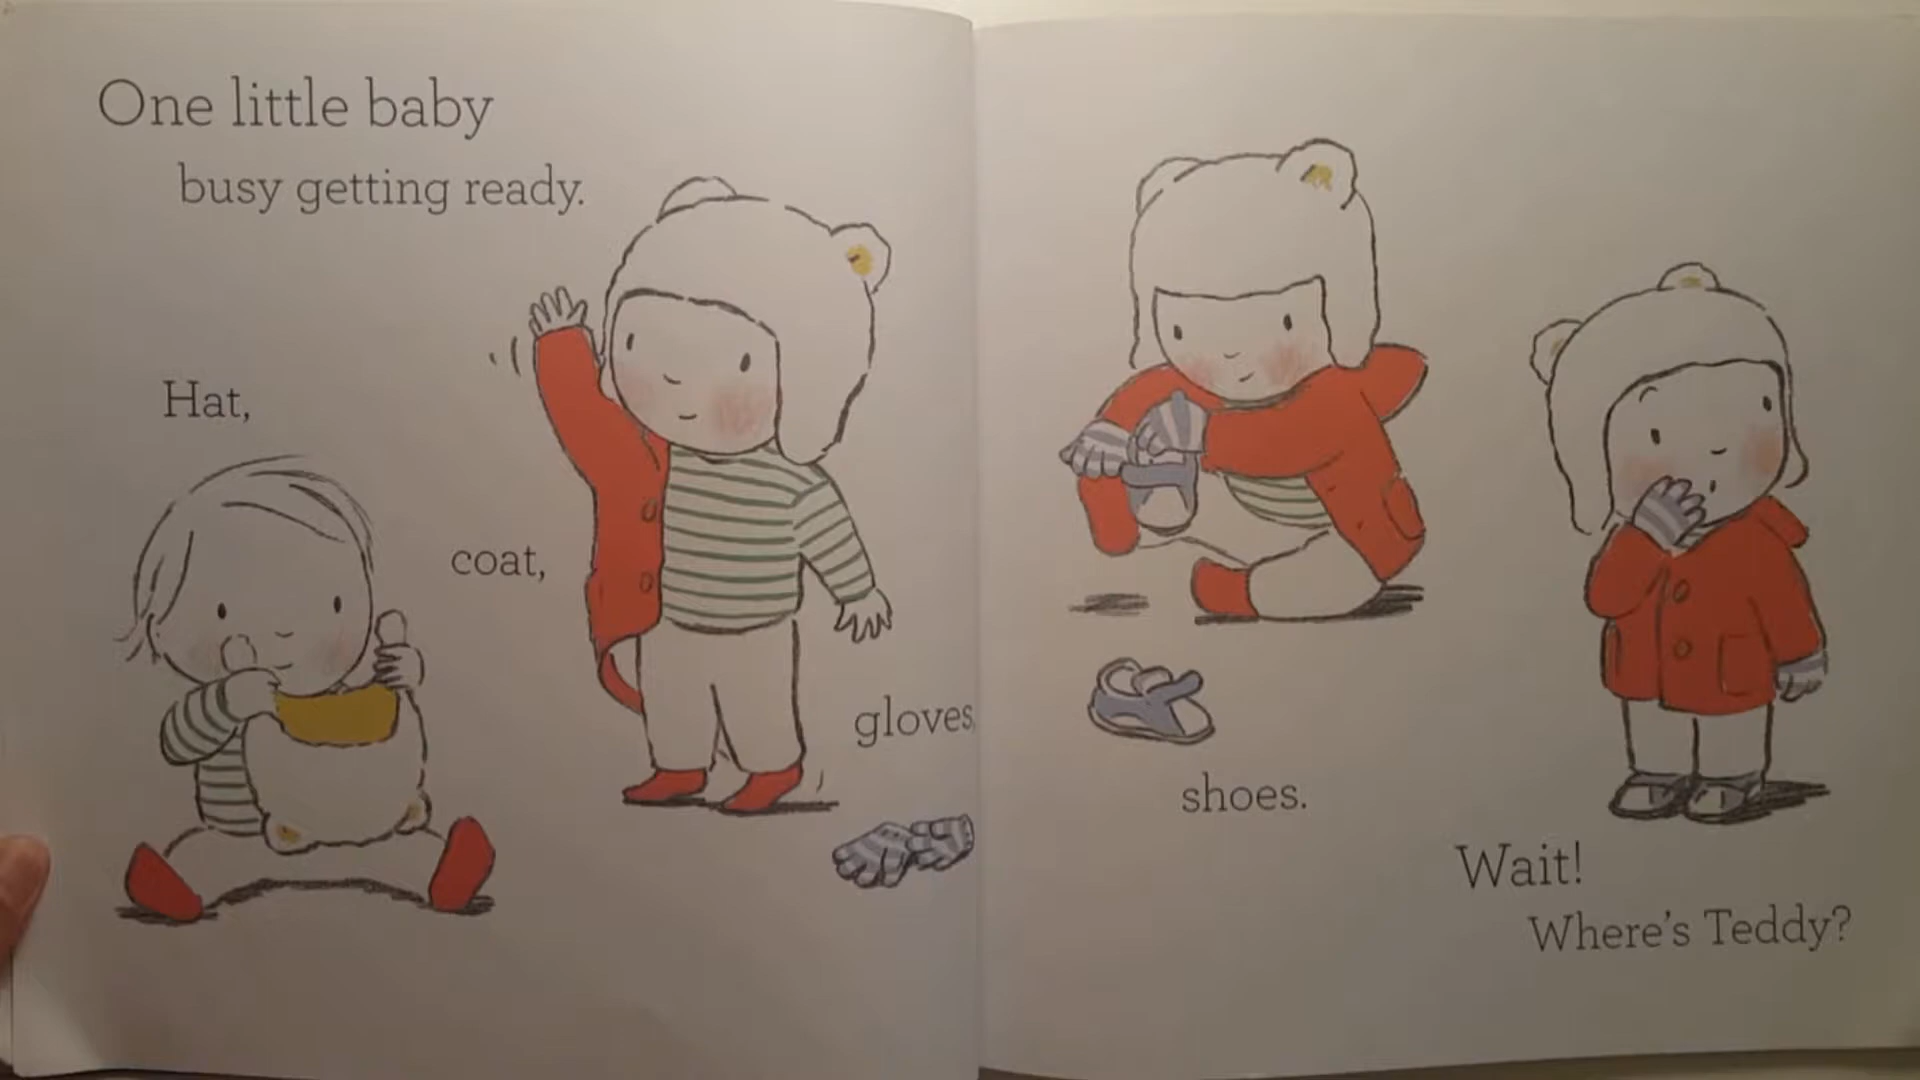 One little baby
busy getting ready.
Hat,
coat,
gloves,
shoes.
Wait!
Where's Teddy?